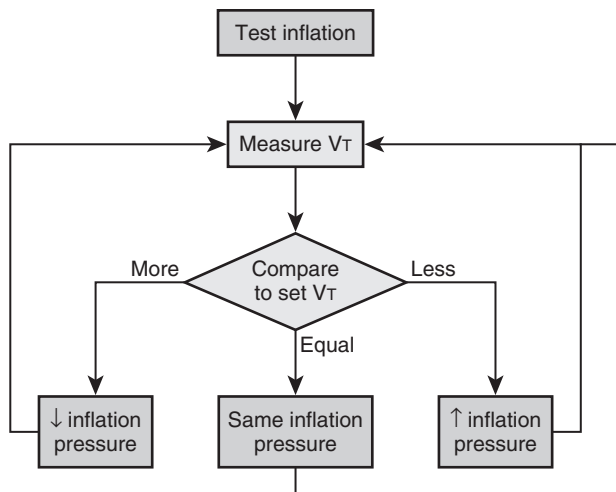 Test inflation
Measure VT
More
Compare
to set VT
Less
Equal
↓ inflation
pressure
Same inflation
pressure
↑ inflation
pressure